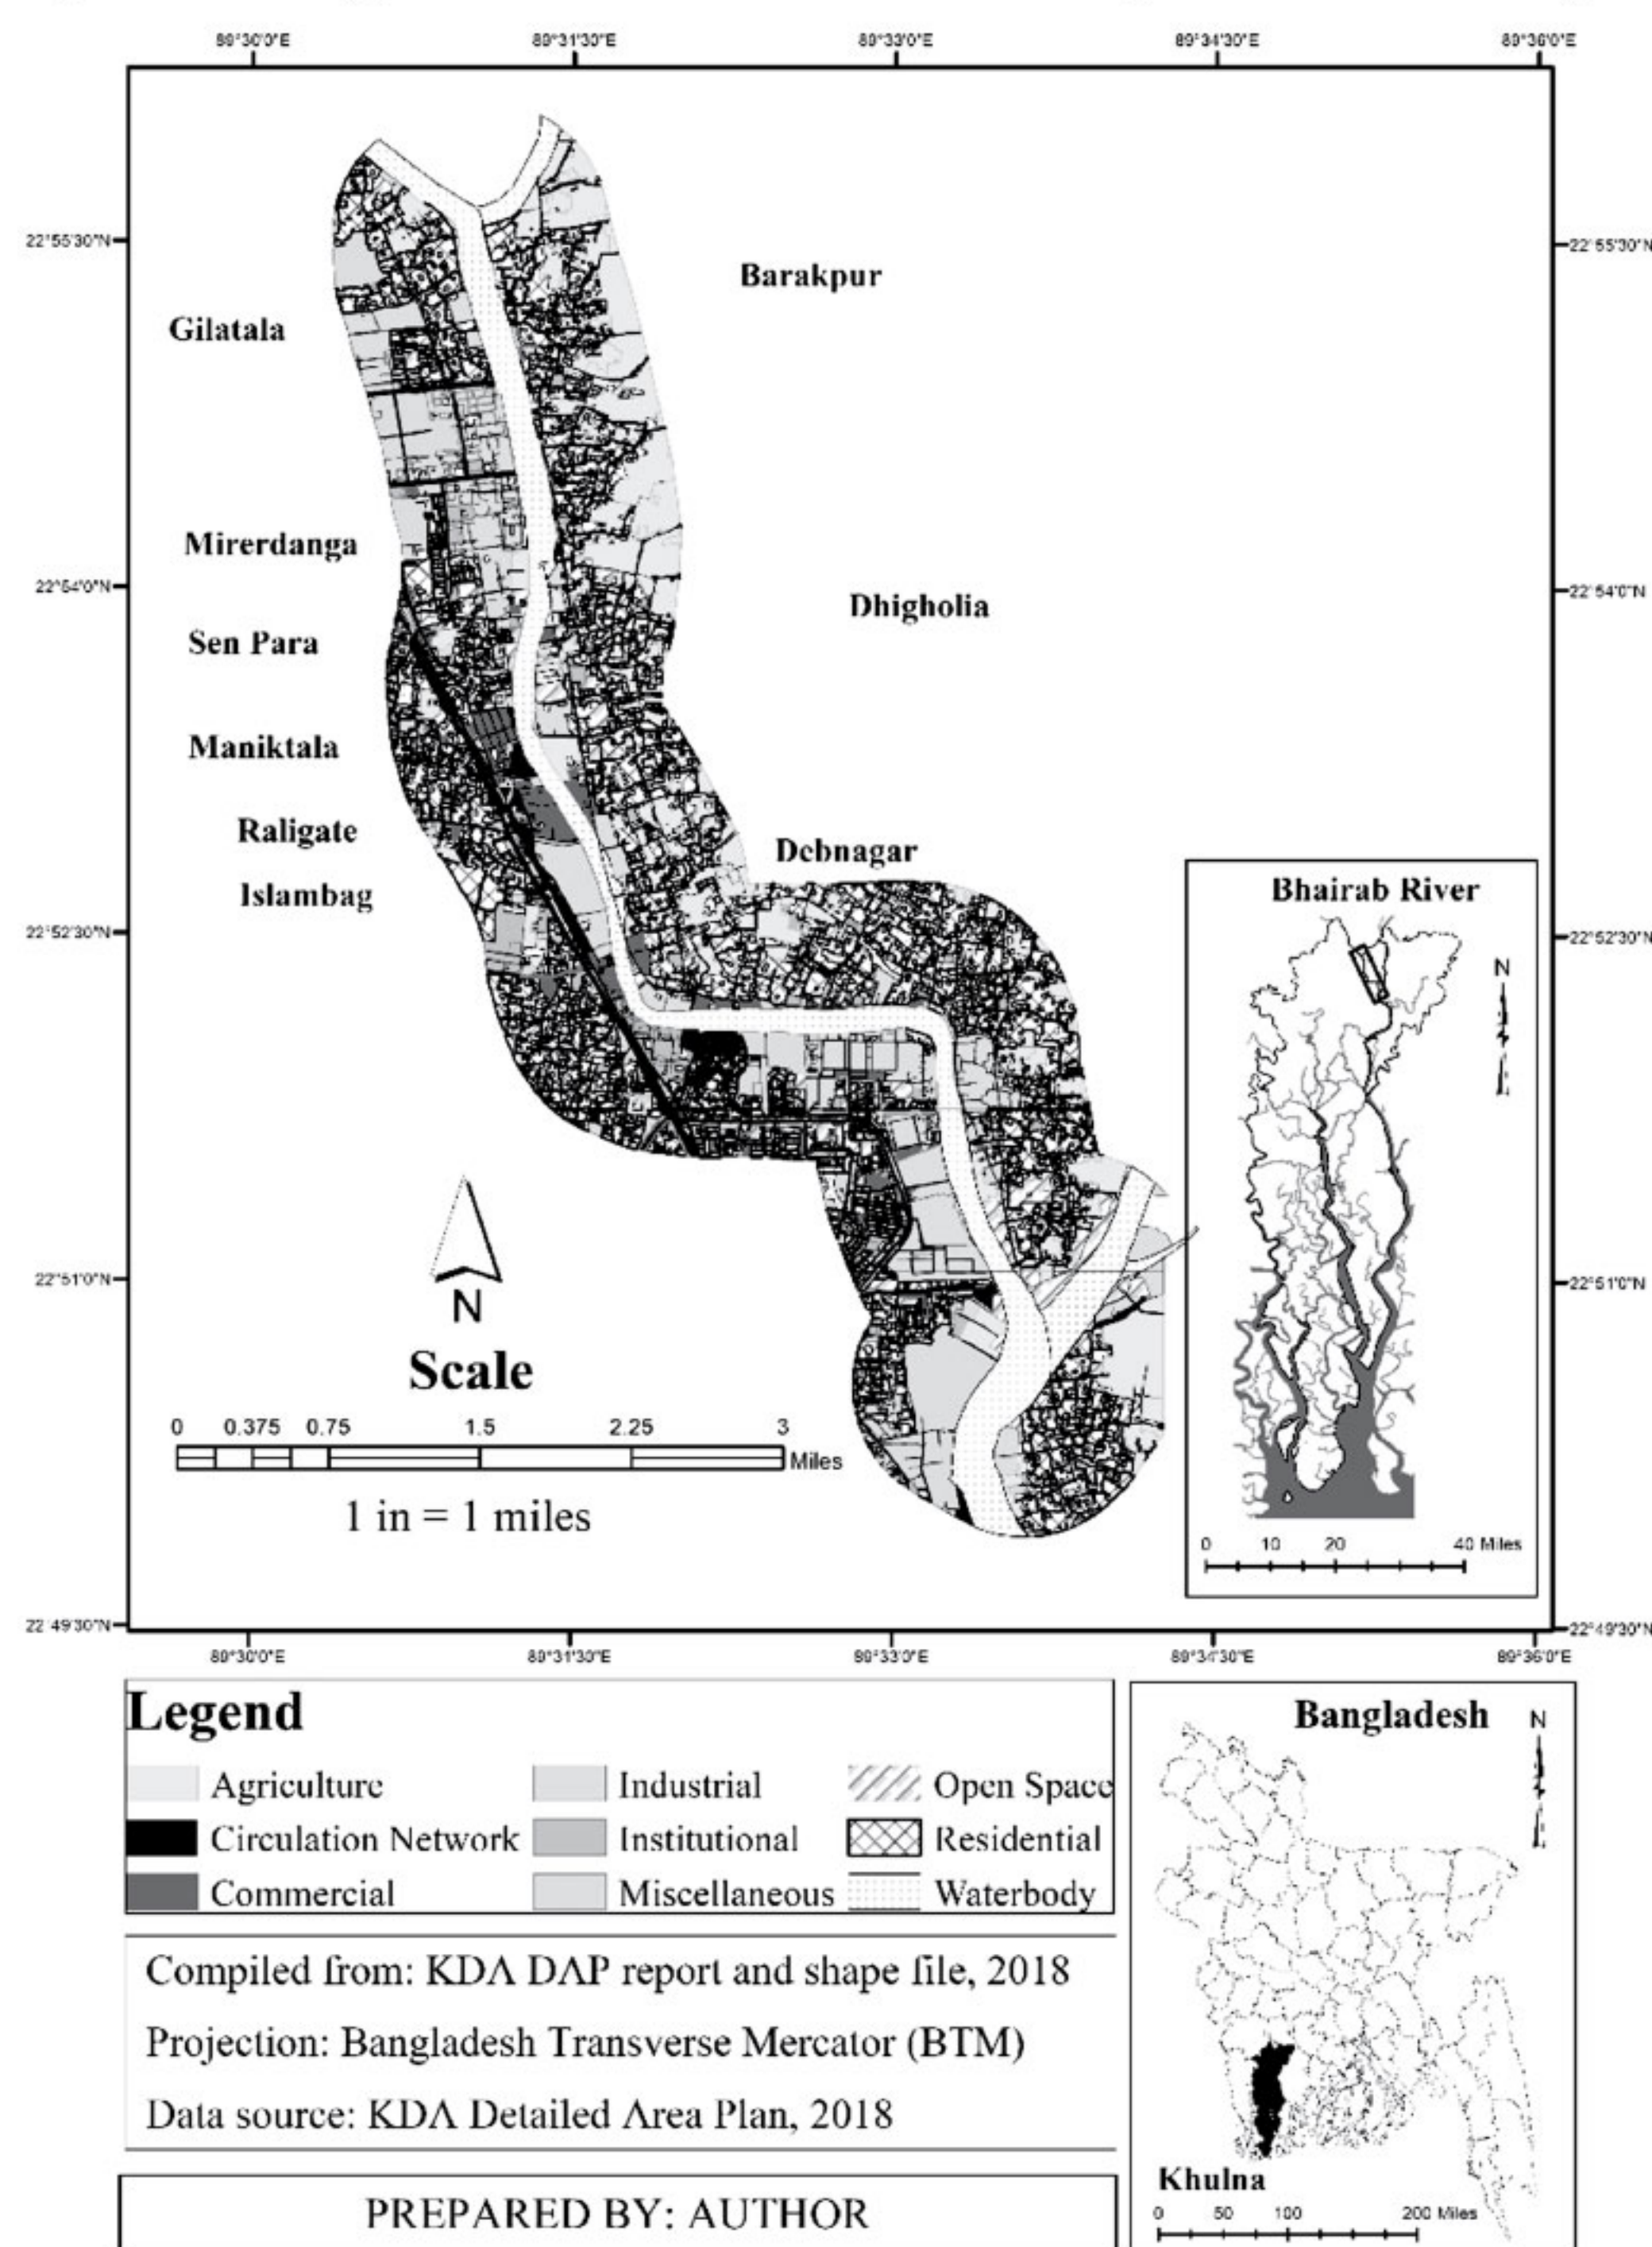 89°30'0"E 89°31'30"E 89°33'0"E 89°34'30"E 89°36'0"E
22°55'30"N 22°55'30"N
Barakpur
Gilatala
Mirerdanga
22°54'0"N 22°54'0"N
Dhigholia
Sen Para
Maniktala
Raligate
Debnagar
Islambag
22°52'30"N 22°52'30"N
22°51'0"N 22°51'0"N
N
Scale
0 0.375 0.75 1.5 2.25 3
Miles
1 in = 1 miles
Bhairab River
N
0 10 20 40 Miles
22°49'30"N 22°49'30"N
89°30'0"E 89°31'30"E 89°33'0"E 89°34'30"E 89°36'0"E
Legend
Agriculture Industrial Open Space
Circulation Network Institutional Residential
Commercial Miscellaneous Waterbody
Compiled from: KDA DAP report and shape file, 2018
Projection: Bangladesh Transverse Mercator (BTM)
Data source: KDA Detailed Area Plan, 2018
PREPARED BY: AUTHOR
Bangladesh
N
Khulna
0 50 100 200 Miles